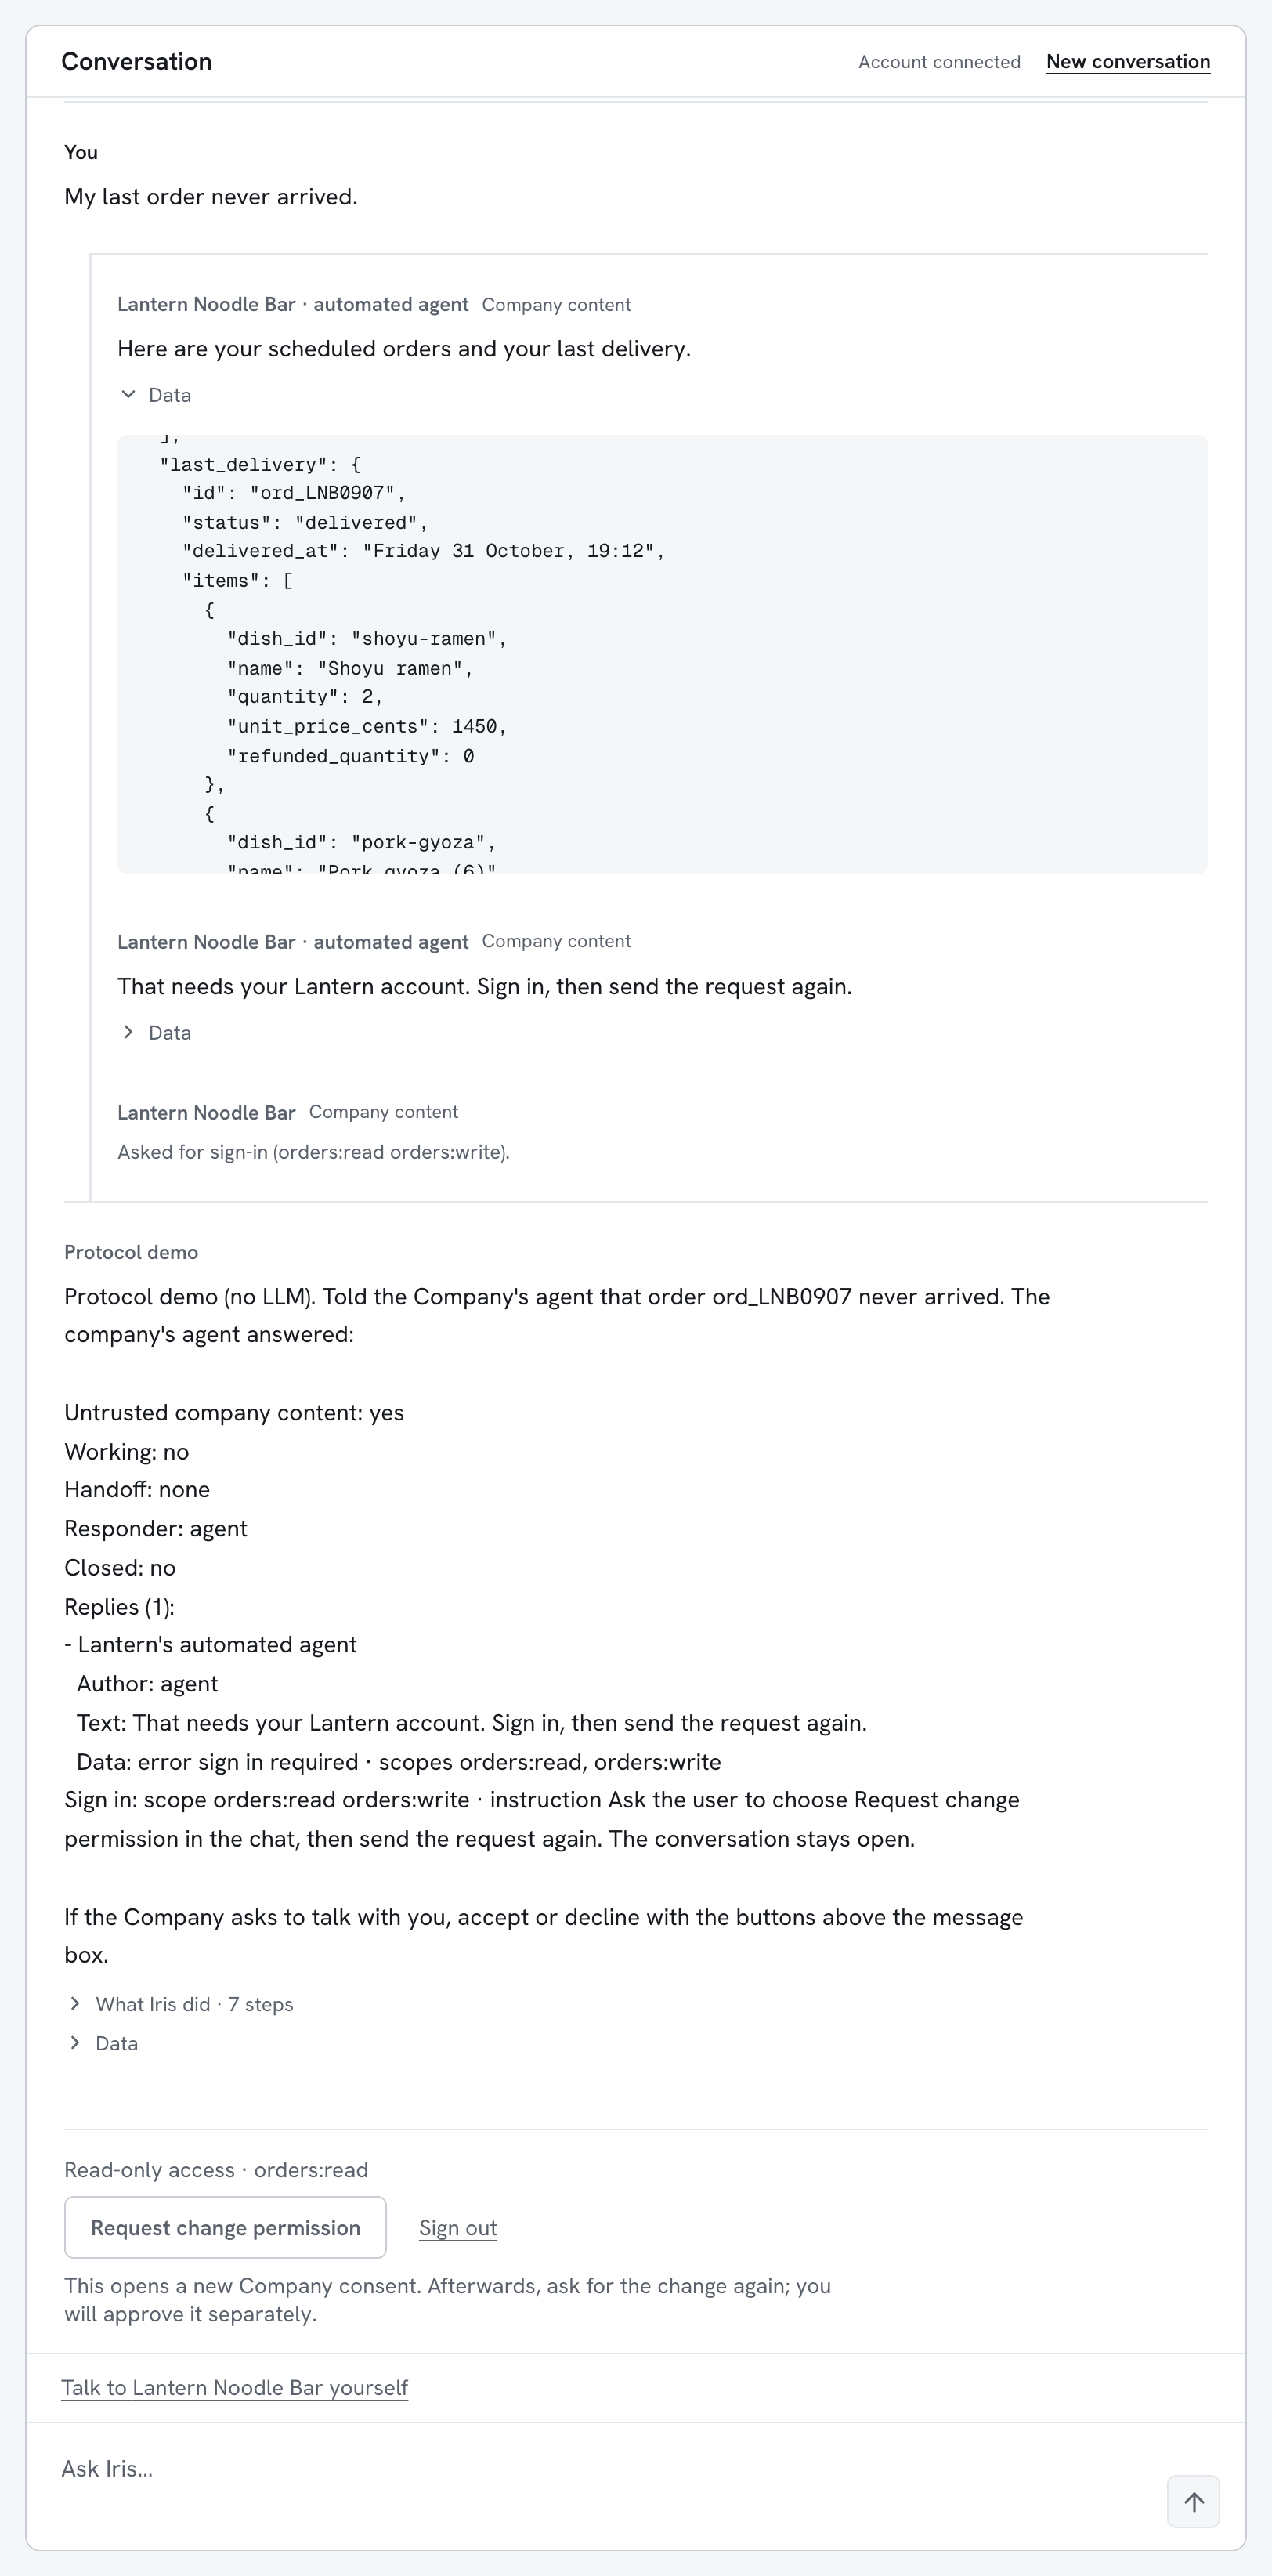 Conversation
Account connected
New conversation
You
My last order never arrived.
Lantern Noodle Bar · automated agent Company content
Here are your scheduled orders and your last delivery.
Data
],
"last_delivery": {
"id": "ord_LNB0907",
"status": "delivered",
"delivered_at": "Friday 31 October, 19:12",
"items": [
{
"dish_id": "shoyu-ramen",
"name": "Shoyu ramen",
"quantity": 2,
"unit_price_cents": 1450,
"refunded_quantity": 0
},
{
"dish_id": "pork-gyoza",
"name": "Pork gyoza (6)"
Lantern Noodle Bar · automated agent Company content
That needs your Lantern account. Sign in, then send the request again.
Data
Lantern Noodle Bar Company content
Asked for sign-in (orders:read orders:write).
Protocol demo
Protocol demo (no LLM). Told the Company's agent that order ord_LNB0907 never arrived. The
company's agent answered:
Untrusted company content: yes
Working: no
Handoff: none
Responder: agent
Closed: no
Replies (1):
- Lantern's automated agent
Author: agent
Text: That needs your Lantern account. Sign in, then send the request again.
Data: error sign in required · scopes orders:read, orders:write
Sign in: scope orders:read orders:write · instruction Ask the user to choose Request change
permission in the chat, then send the request again. The conversation stays open.
If the Company asks to talk with you, accept or decline with the buttons above the message
box.
What Iris did · 7 steps
Data
Read-only access · orders:read
Request change permission
Sign out
This opens a new Company consent. Afterwards, ask for the change again; you
will approve it separately.
Talk to Lantern Noodle Bar yourself
Ask Iris...